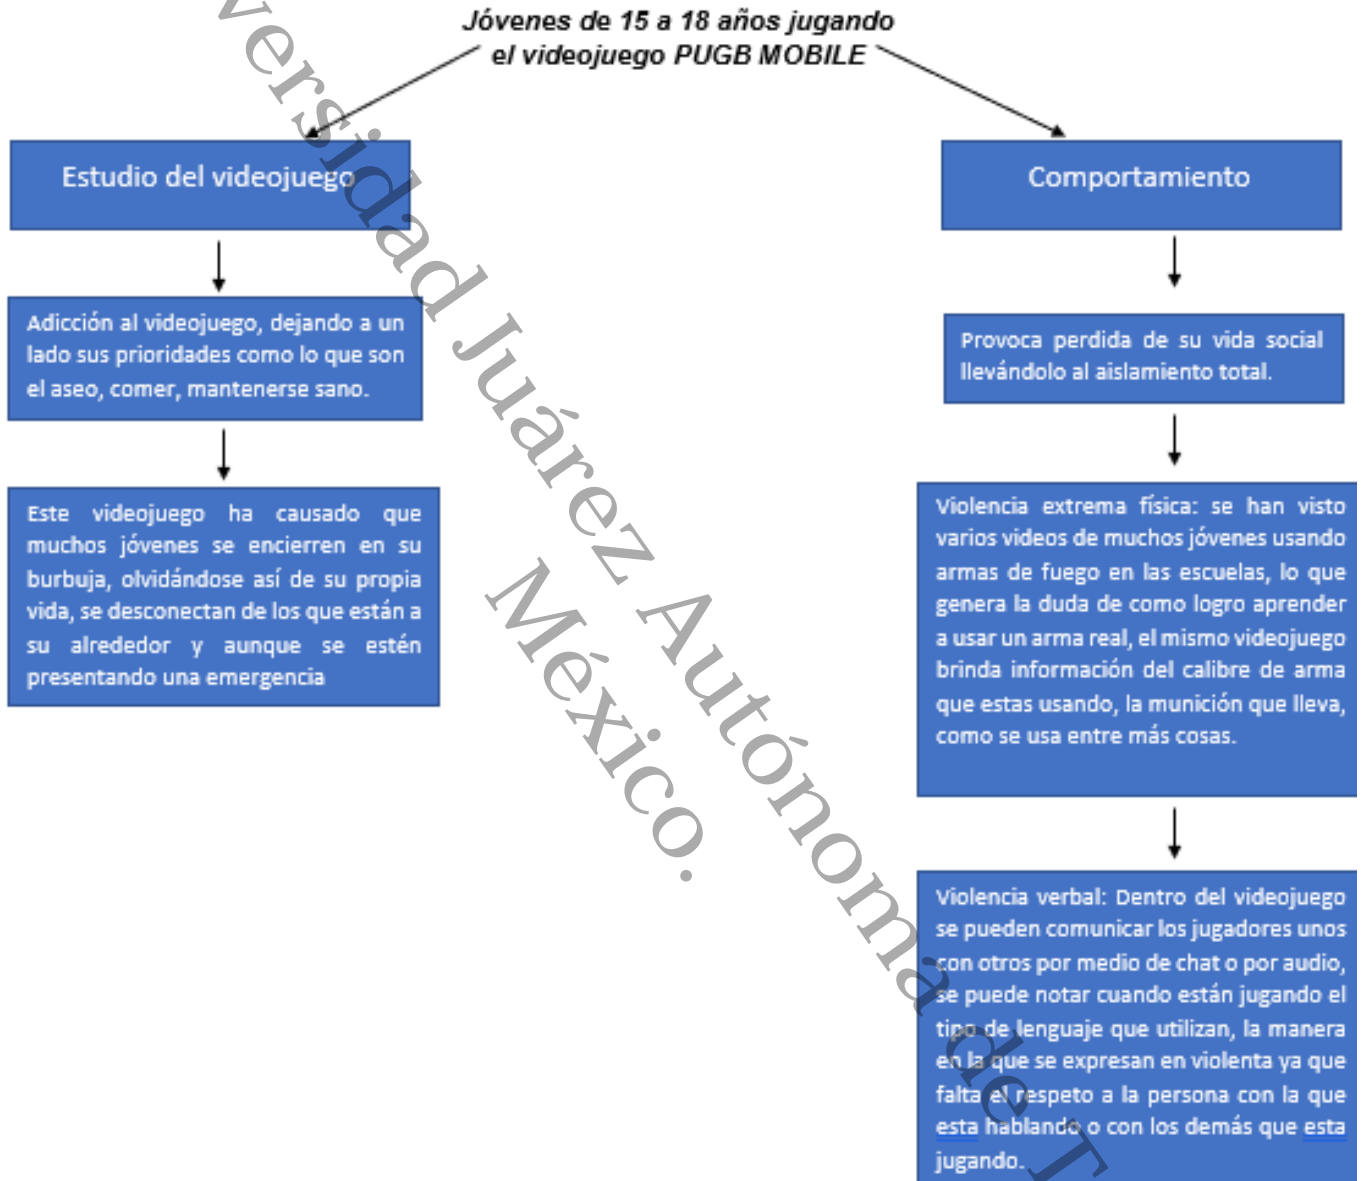 Jóvenes de 15 a 18 años jugando
el videojuego PUGB MOBILE
Estudio del videojuego
Adicción al videojuego, dejando a un
lado sus prioridades como lo que son
el aseo, comer, mantenerse sano.
Este videojuego ha causado que
muchos jóvenes se encierren en su
burbuja, olvidándose así de su propia
vida, se desconectan de los que están a
su alrededor y aunque se estén
presentando una emergencia
Comportamiento
Provoca perdida de su vida social
llevándolo al aislamiento total.
Violencia extrema física: se han visto
varios videos de muchos jóvenes usando
armas de fuego en las escuelas, lo que
genera la duda de como logro aprender
a usar un arma real, el mismo videojuego
brinda información del calibre de arma
que estas usando, la munición que lleva,
como se usa entre más cosas.
Violencia verbal: Dentro del videojuego
se pueden comunicar los jugadores unos
con otros por medio de chat o por audio,
se puede notar cuando están jugando el
tipo de lenguaje que utilizan, la manera
en la que se expresan en violenta ya que
falta el respeto a la persona con la que
esta hablando o con los demás que esta
jugando.
versidad Juárez Autónoma de T
México.